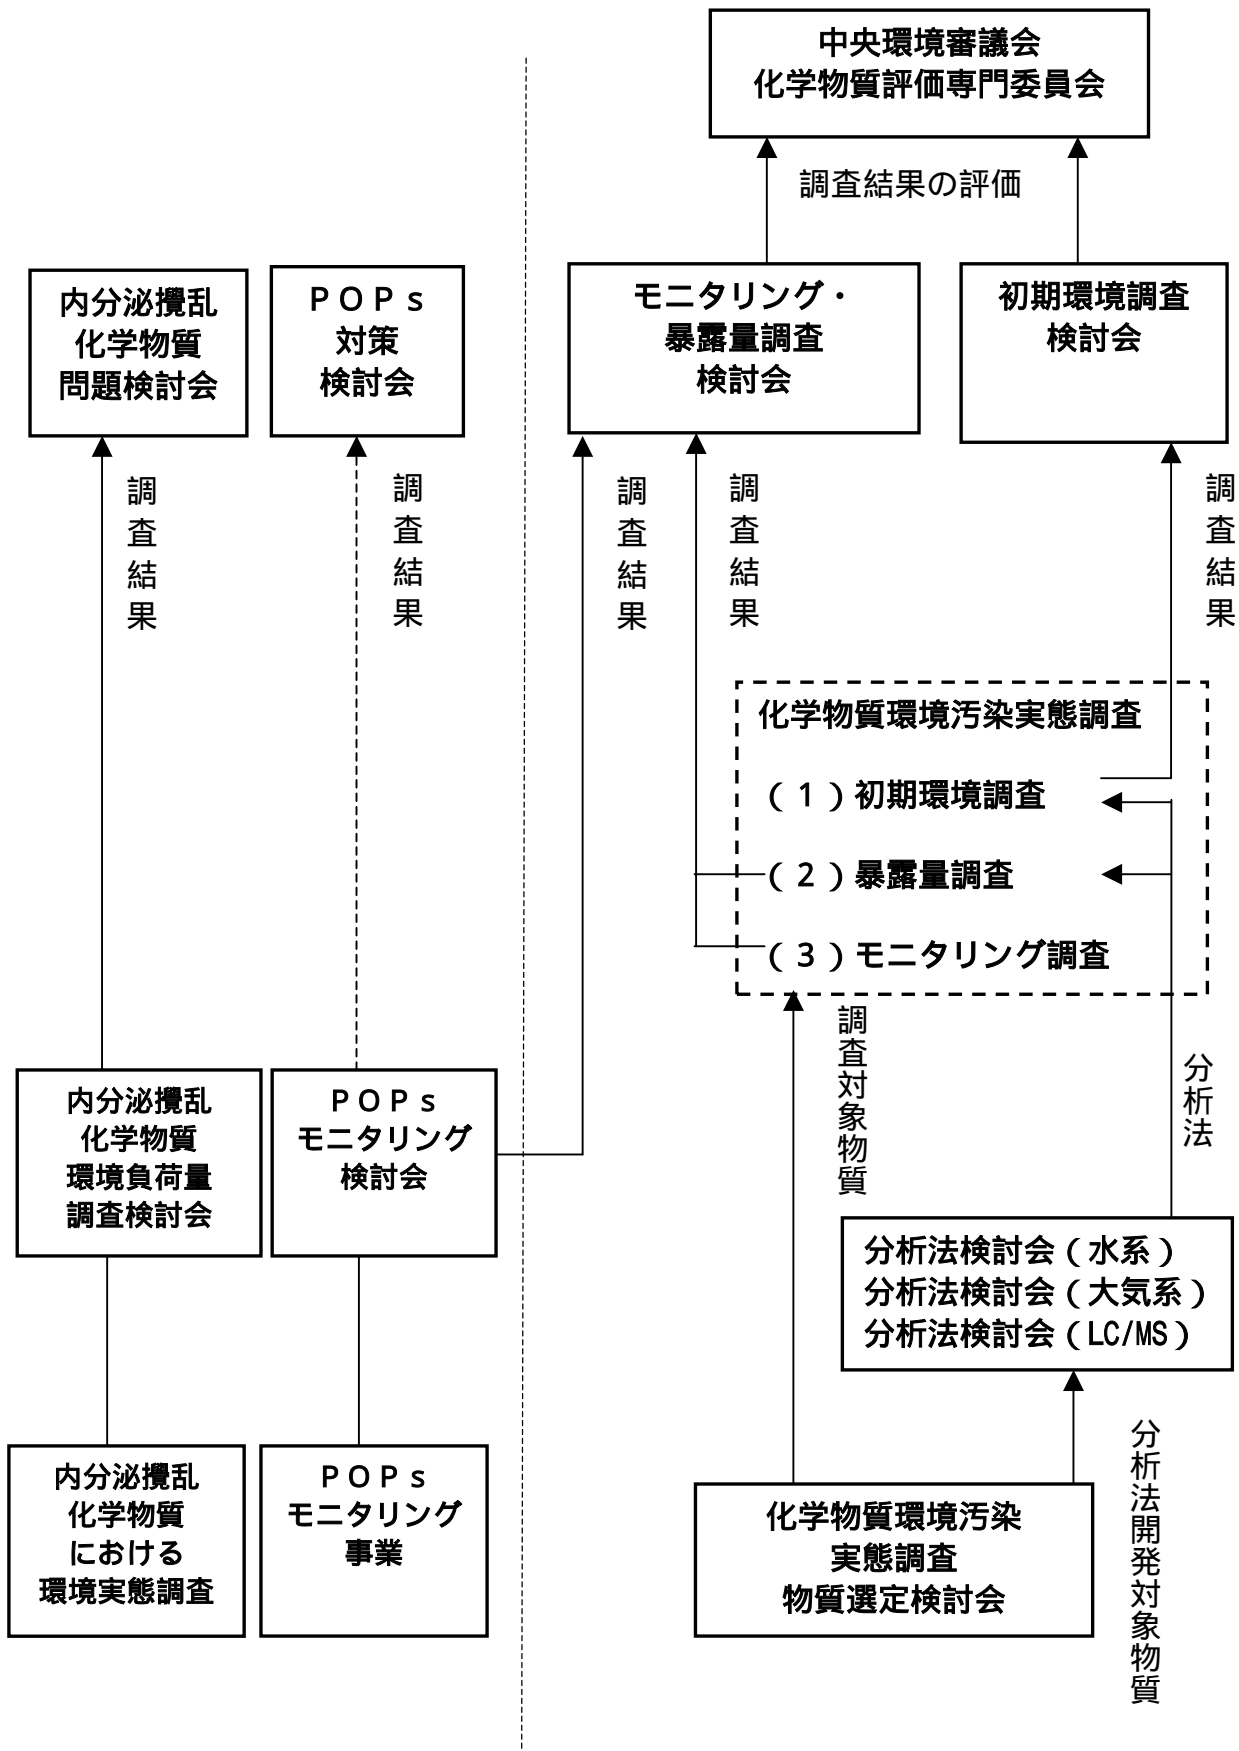 中央環境審議会
化学物質評価専門委員会
調査結果の評価
内分泌攪乱
化学物質
問題検討会
ＰＯＰｓ
対策
検討会
モニタリング・
暴露量調査
検討会
初期環境調査
検討会
調査結果
調査結果
調査結果
調査結果
調査結果
化学物質環境汚染実態調査
（１）初期環境調査
（２）暴露量調査
（３）モニタリング調査
調査対象物質
分析法
内分泌攪乱
化学物質
環境負荷量
調査検討会
ＰＯＰｓ
モニタリング
検討会
分析法検討会（水系）
分析法検討会（大気系）
分析法検討会（LC/MS）
分析法開発対象物質
内分泌攪乱
化学物質
における
環境実態調査
ＰＯＰｓ
モニタリング
事業
化学物質環境汚染
実態調査
物質選定検討会